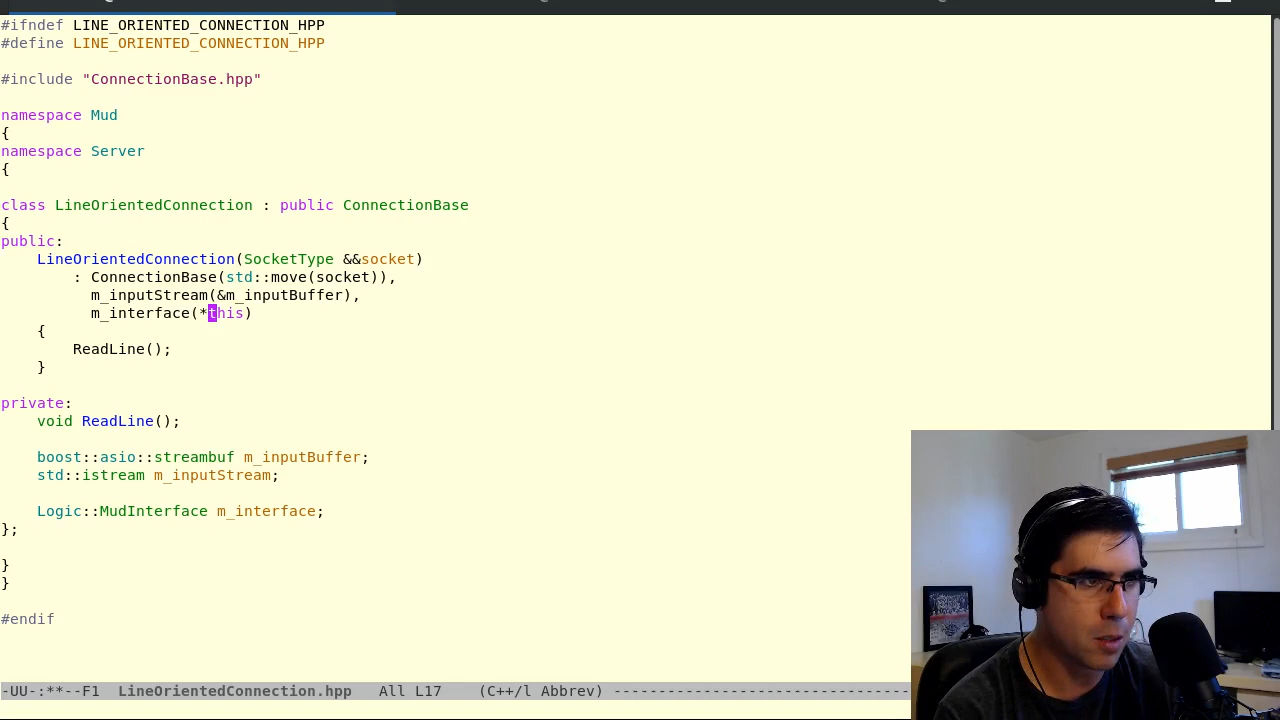 #ifndef LINE_ORIENTED_CONNECTION_HPP
#define LINE_ORIENTED_CONNECTION_HPP
#include "ConnectionBase.hpp"
namespace Mud
{
namespace Server
{
class LineOrientedConnection : public ConnectionBase
{
public:
    LineOrientedConnection(SocketType &&socket)
        : ConnectionBase(std::move(socket)),
          m_inputStream(&m_inputBuffer),
          m_interface(*this)
    {
        ReadLine();
    }
private:
    void ReadLine();
    boost::asio::streambuf m_inputBuffer;
    std::istream m_inputStream;
    Logic::MudInterface m_interface;
};
}
}
#endif
-UU-:**--F1  LineOrientedConnection.hpp   All L17    (C++/l Abbrev) ---------------------------------